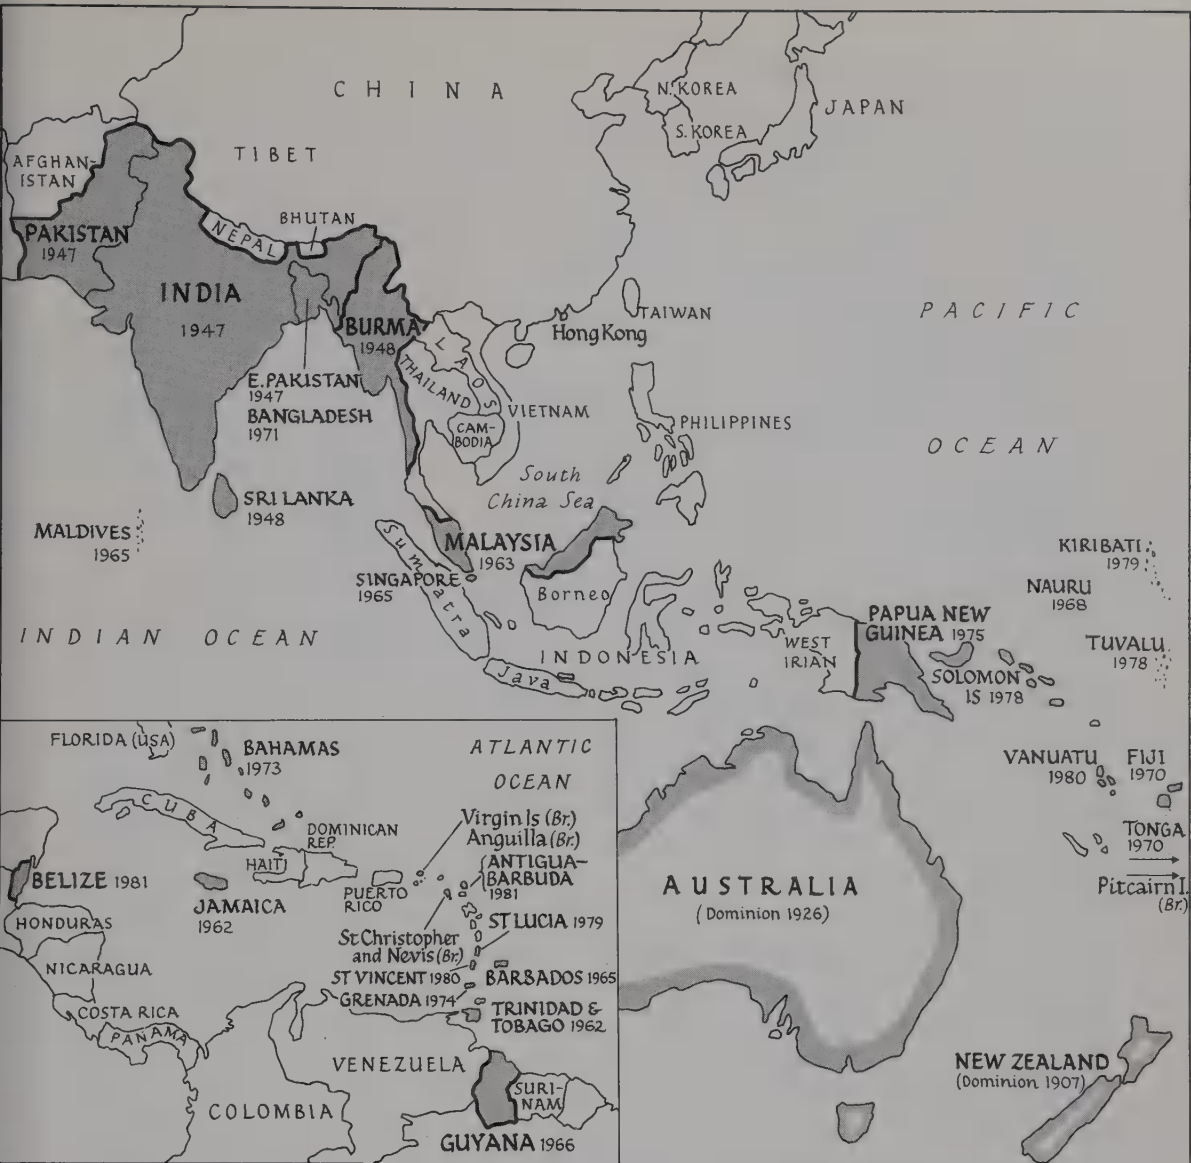 CHINA
N. KOREA
S. KOREA
JAPAN
AFGHAN-
ISTAN
TIBET
BHUTAN
NEPAL
PAKISTAN
1947
INDIA
1947
BURMA
1948
E. PAKISTAN
1947
BANGLADESH
1971
LAOS
THAILAND
VIETNAM
CAM-
BODIA
Hong Kong
TAIWAN
PHILIPPINES
PACIFIC
OCEAN
South
China Sea
SRI LANKA
1948
MALDIVES
1965
MALAYSIA
1963
SINGAPORE
1965
Sumatra
Borneo
INDIAN OCEAN
INDONESIA
Java
WEST
IRIAN
PAPUA NEW
GUINEA 1975
SOLOMON
IS 1978
KIRIBATI
1979
NAURU
1968
TUVALU
1978
VANUATU
1980
FIJI
1970
TONGA
1970
Pitcairn I.
(Br.)
AUSTRALIA
(Dominion 1926)
NEW ZEALAND
(Dominion 1907)
FLORIDA (USA)
BAHAMAS
1973
ATLANTIC
OCEAN
CUBA
DOMINICAN
REP.
HAITI
Virgin Is (Br.)
Anguilla (Br.)
ANTIGUA-
BARBUDA
1981
BELIZE 1981
JAMAICA
1962
PUERTO
RICO
HONDURAS
St Christopher
and Nevis (Br.)
ST LUCIA 1979
NICARAGUA
ST VINCENT 1980
BARBADOS 1965
GRENADA 1974
COSTA RICA
PANAMA
TRINIDAD &
TOBAGO 1962
VENEZUELA
SURI-
NAM
COLOMBIA
GUYANA 1966